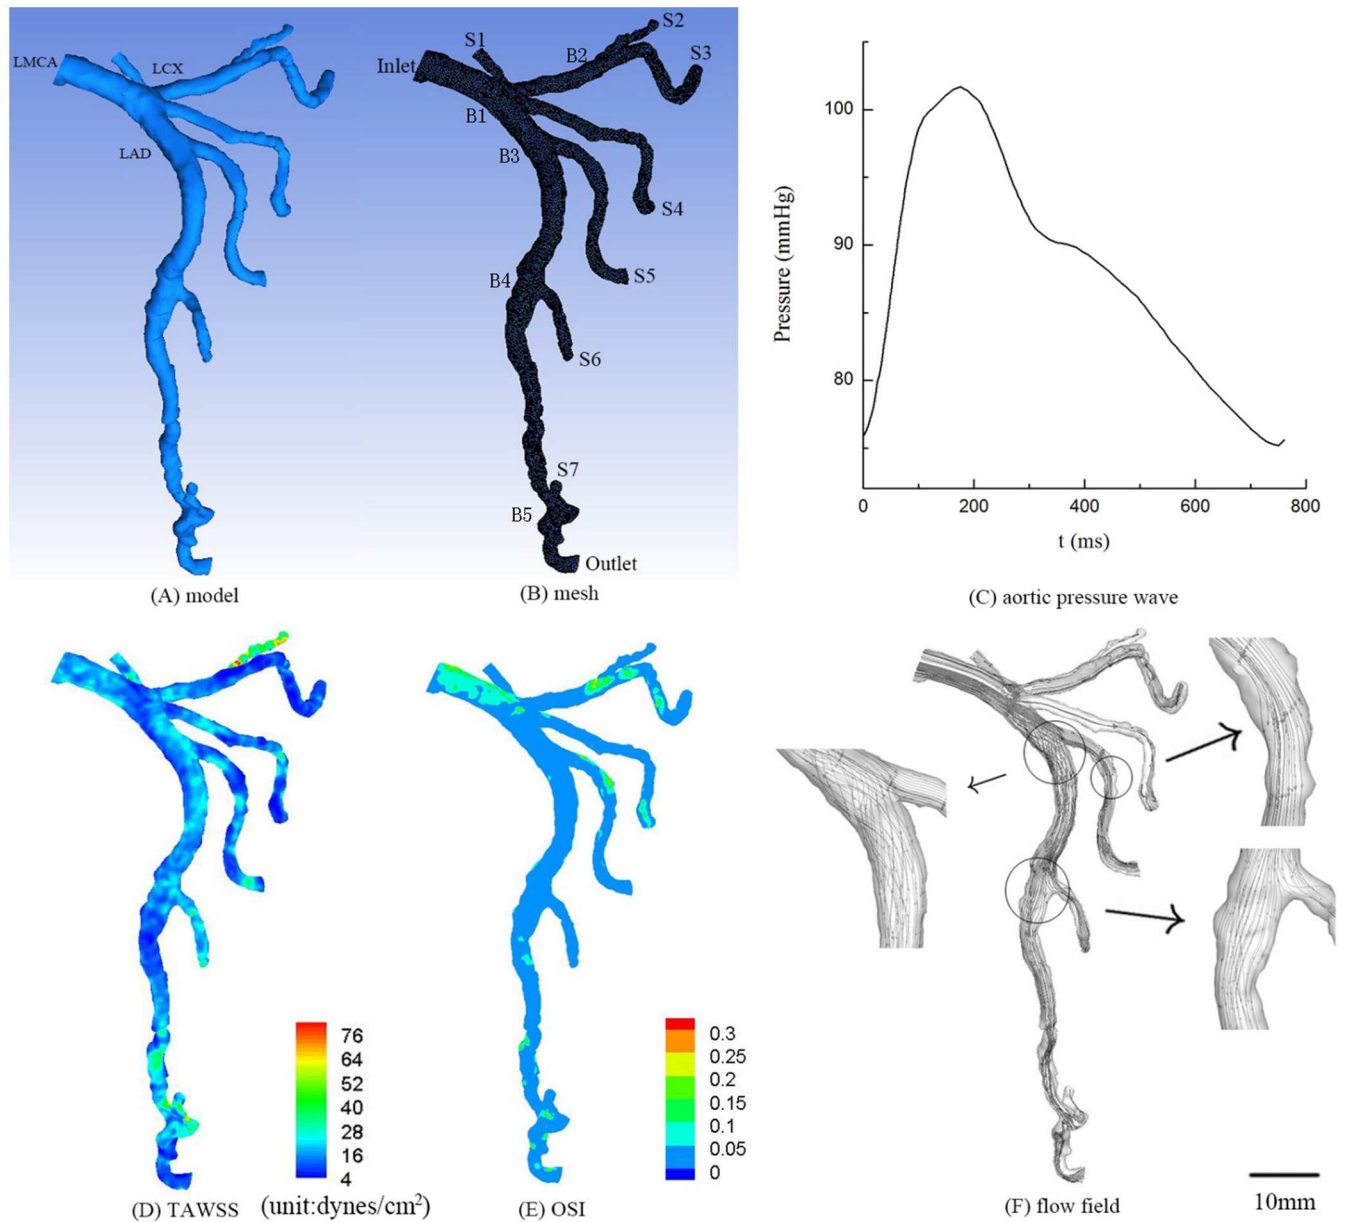 LMCA
LCX
LAD
(A) model
Inlet
S1
B2
S2
S3
B1
B3
S4
S5
B4
S6
S7
B5
Outlet
(B) mesh
Pressure (mmHg)
100
90
80
0 200 400 600 800
t (ms)
(C) aortic pressure wave
76
64
52
40
28
16
4
(D) TAWSS (unit:dynes/cm²)
0.3
0.25
0.2
0.15
0.1
0.05
0
(E) OSI
10mm
(F) flow field